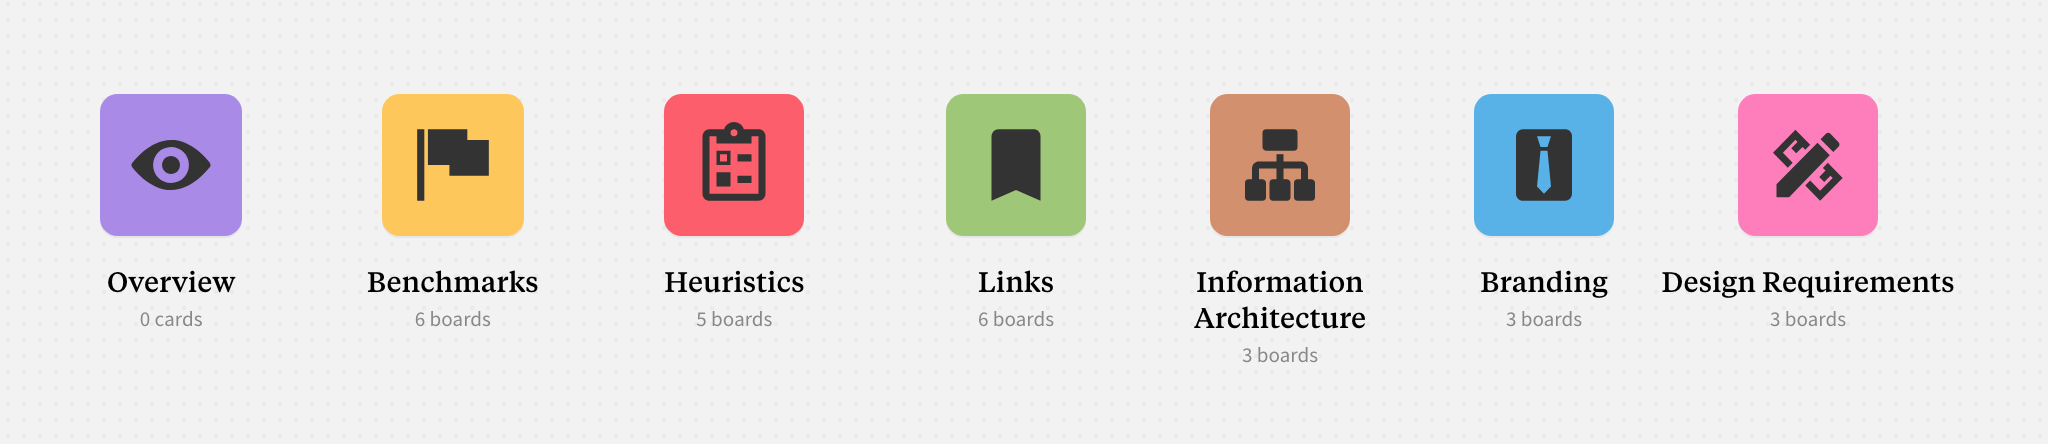 Overview
0 cards
Benchmarks
6 boards
Heuristics
5 boards
Links
6 boards
Information
Architecture
3 boards
Branding
3 boards
Design Requirements
3 boards